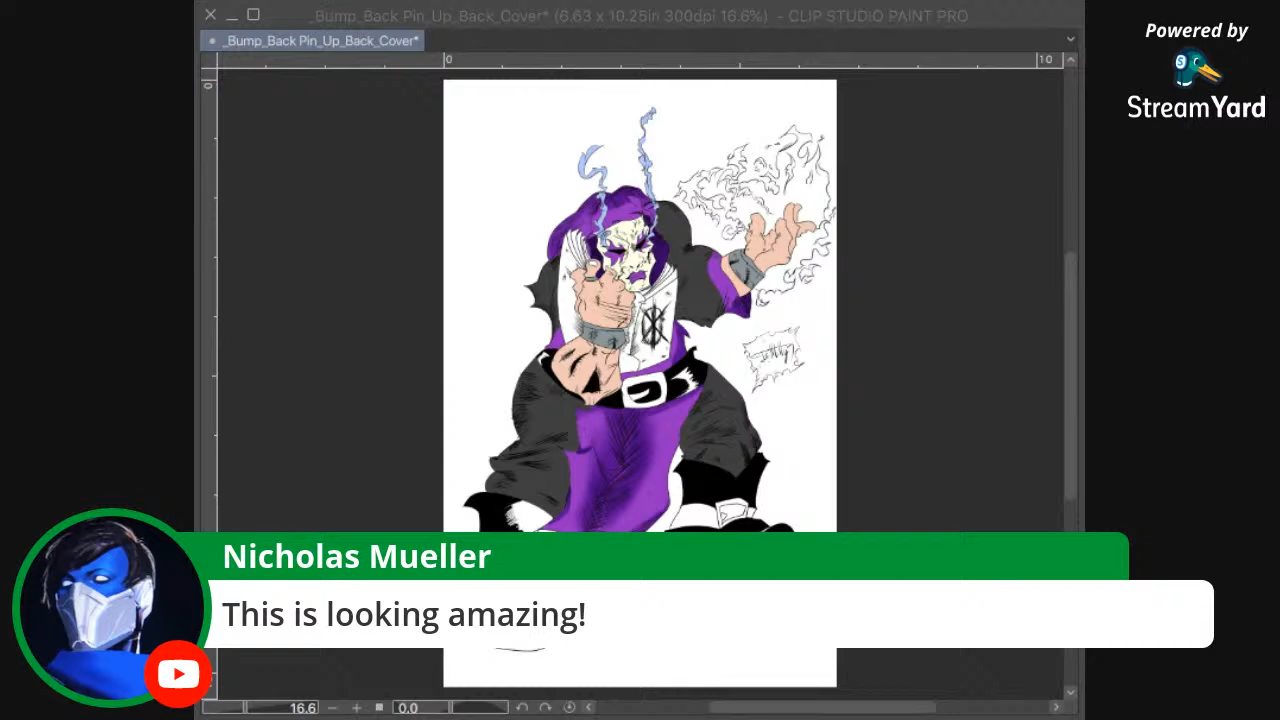 _Bump_Back Pin_Up_Back_Cover* (6.63 x 10.25in 300dpi 16.6%) - CLIP STUDIO PAINT PRO
_Bump_Back Pin_Up_Back_Cover*
0
10
0
Powered by
StreamYard
Nicholas Mueller
This is looking amazing!
16.6
0.0